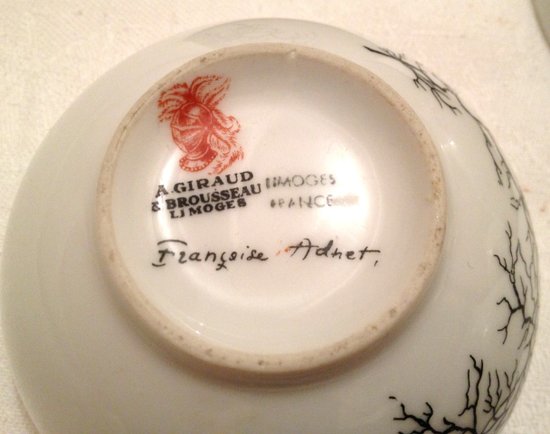 A. GIRAUD
& BROUSSEAU
LIMOGES
LIMOGES
FRANCE
Françoise Adnet.